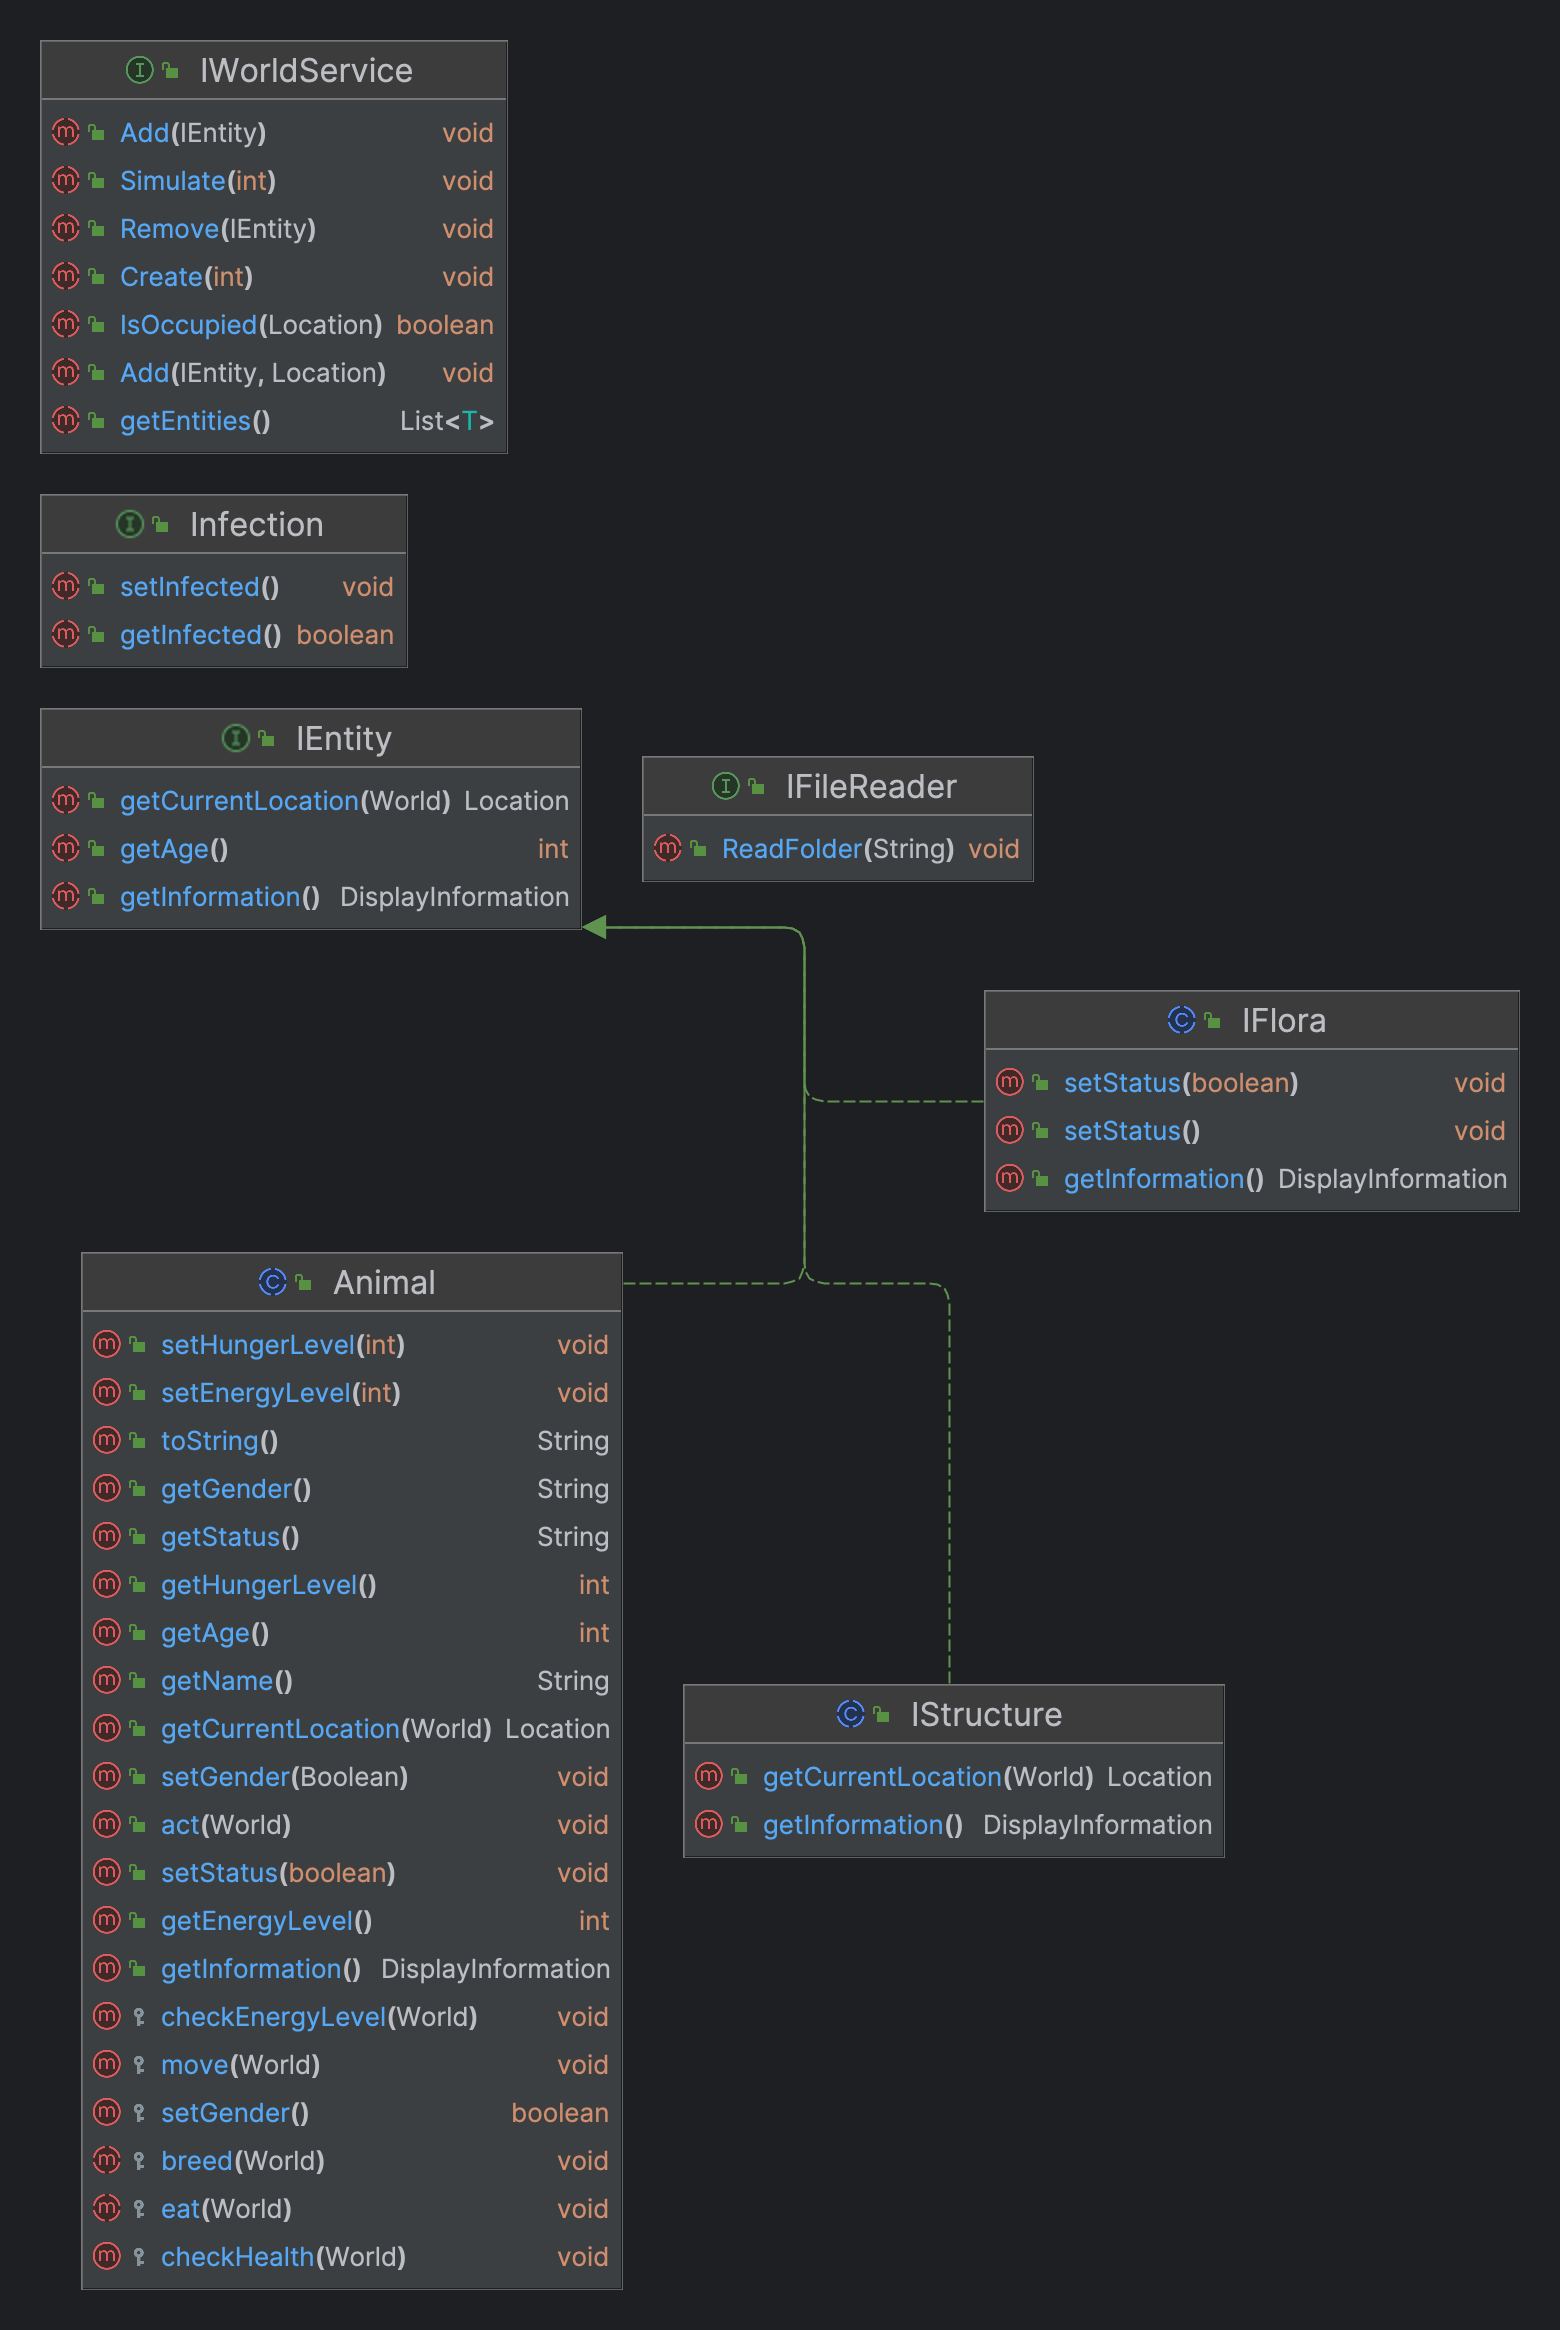 IWorldService
Add(IEntity) void
Simulate(int) void
Remove(IEntity) void
Create(int) void
IsOccupied(Location) boolean
Add(IEntity, Location) void
getEntities() List<T>
Infection
setInfected() void
getInfected() boolean
IEntity
getCurrentLocation(World) Location
getAge() int
getInformation() DisplayInformation
IFileReader
ReadFolder(String) void
IFlora
setStatus(boolean) void
setStatus() void
getInformation() DisplayInformation
Animal
setHungerLevel(int) void
setEnergyLevel(int) void
toString() String
getGender() String
getStatus() String
getHungerLevel() int
getAge() int
getName() String
getCurrentLocation(World) Location
setGender(Boolean) void
act(World) void
setStatus(boolean) void
getEnergyLevel() int
getInformation() DisplayInformation
checkEnergyLevel(World) void
move(World) void
setGender() boolean
breed(World) void
eat(World) void
checkHealth(World) void
IStructure
getCurrentLocation(World) Location
getInformation() DisplayInformation